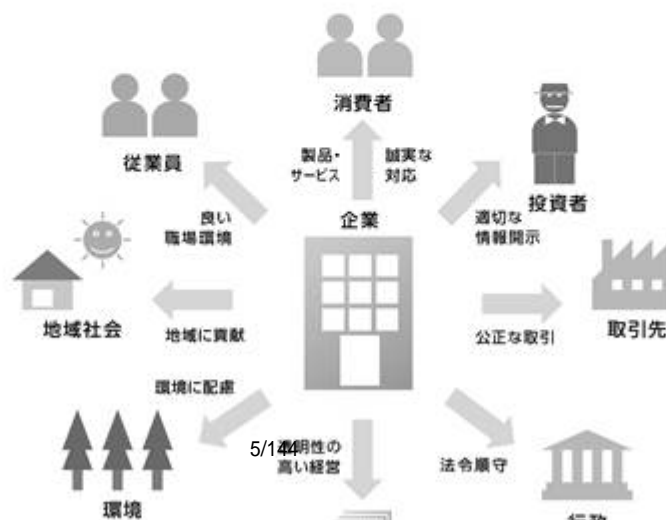 消費者
従業員
製品・
サービス
誠実な
対応
投資者
良い
職場環境
企業
適切な
情報開示
地域社会
地域に貢献
公正な取引
取引先
環境に配慮
5/144
明性の
高い経営
法令順守
環境